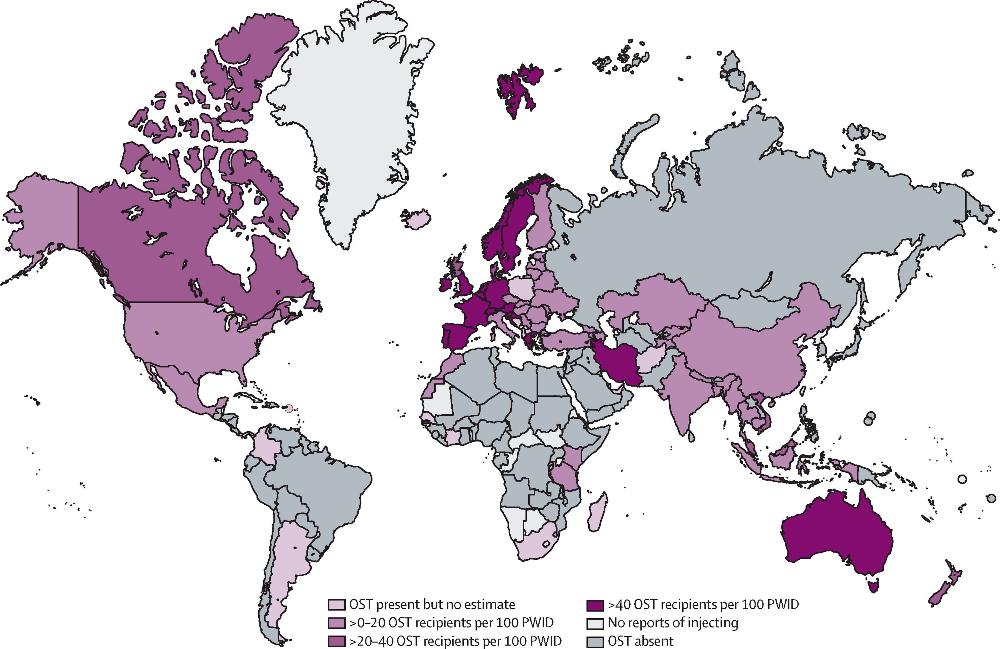 OST present but no estimate
>0–20 OST recipients per 100 PWID
>20–40 OST recipients per 100 PWID
>40 OST recipients per 100 PWID
No reports of injecting
OST absent